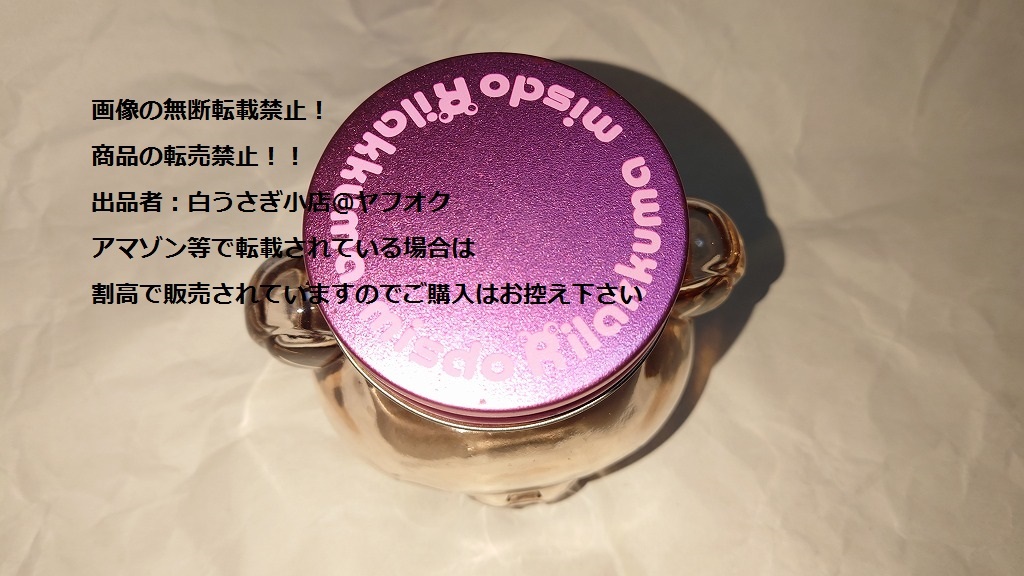 画像の無断転載禁止！
商品の転売禁止！！
出品者：白うさぎ小店@ヤフオク
アマゾン等で転載されている場合は
割高で販売されていますのでご購入はお控え下さい
misdo Rilakkuma misdo Rilakkuma